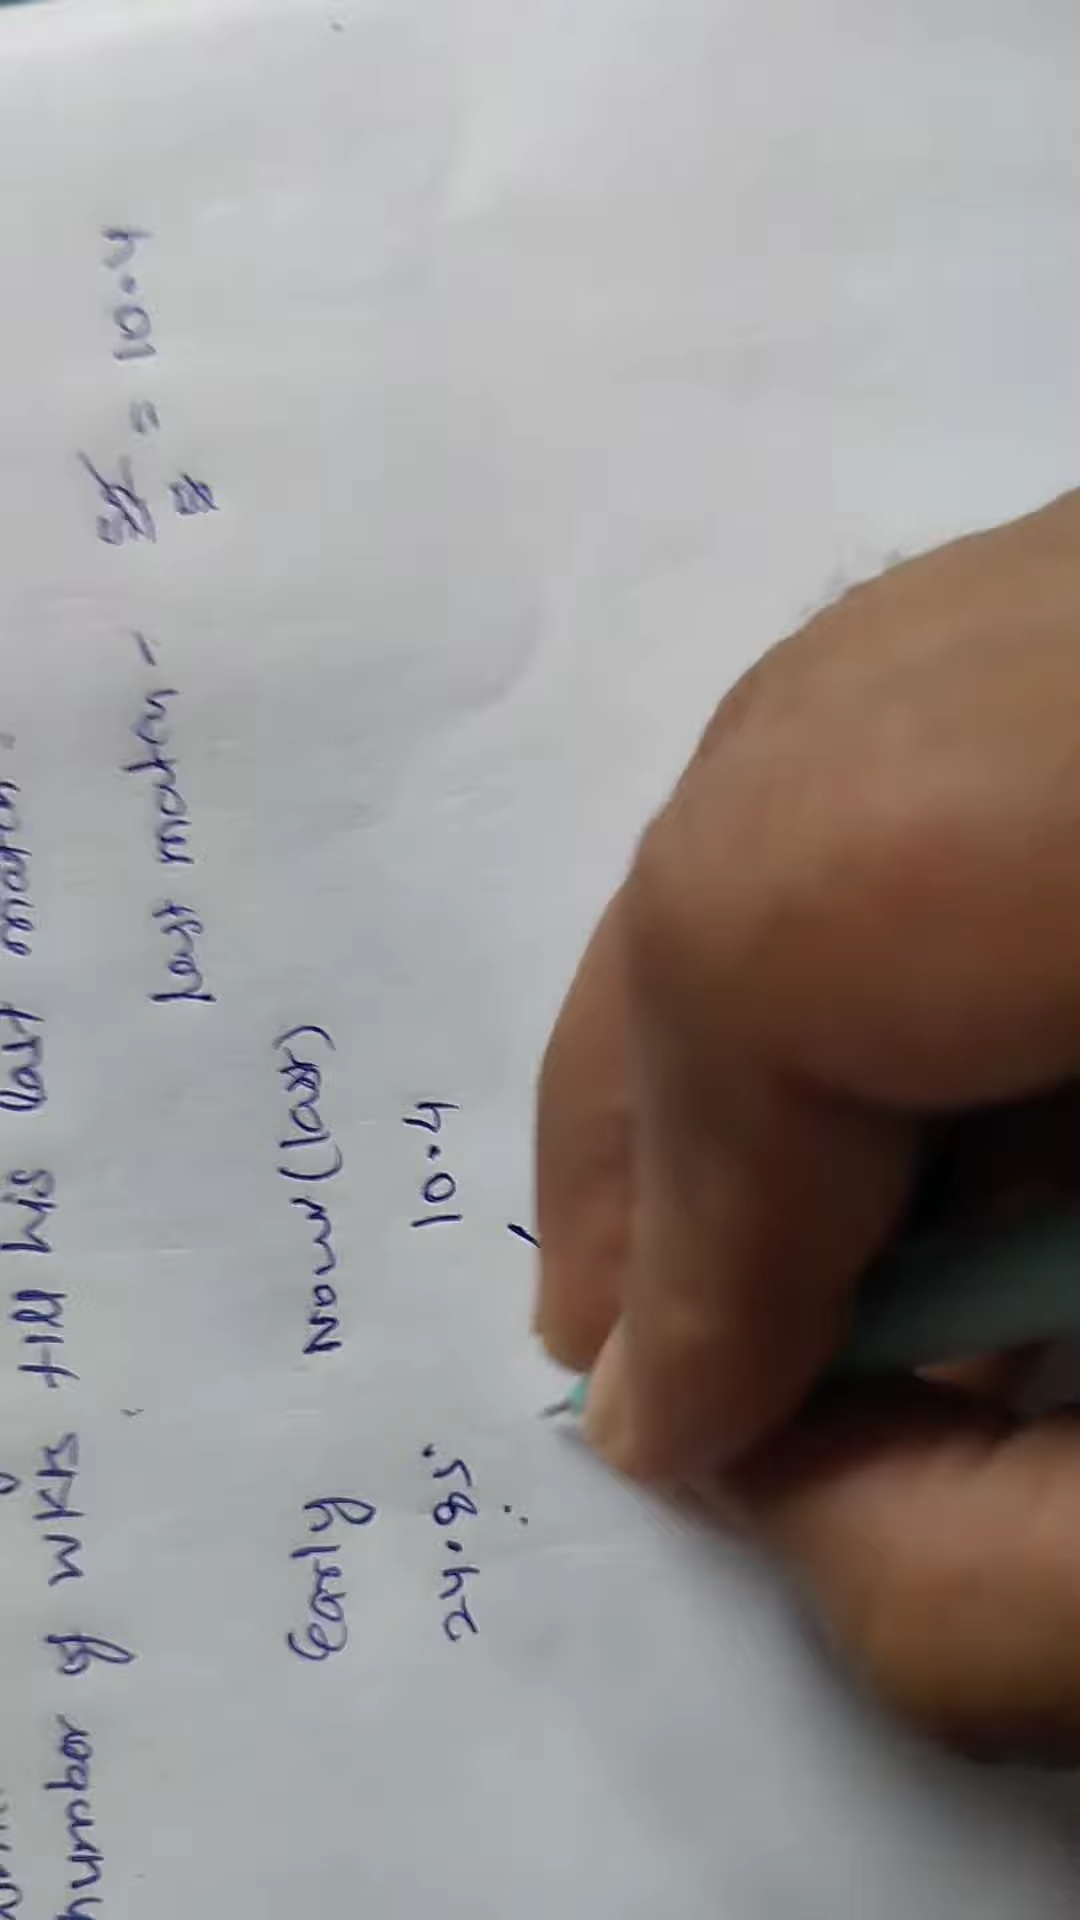 number of wkts till his last match.
last match - 52/5 = 10.4
Early Now (last)
24.85 10.4